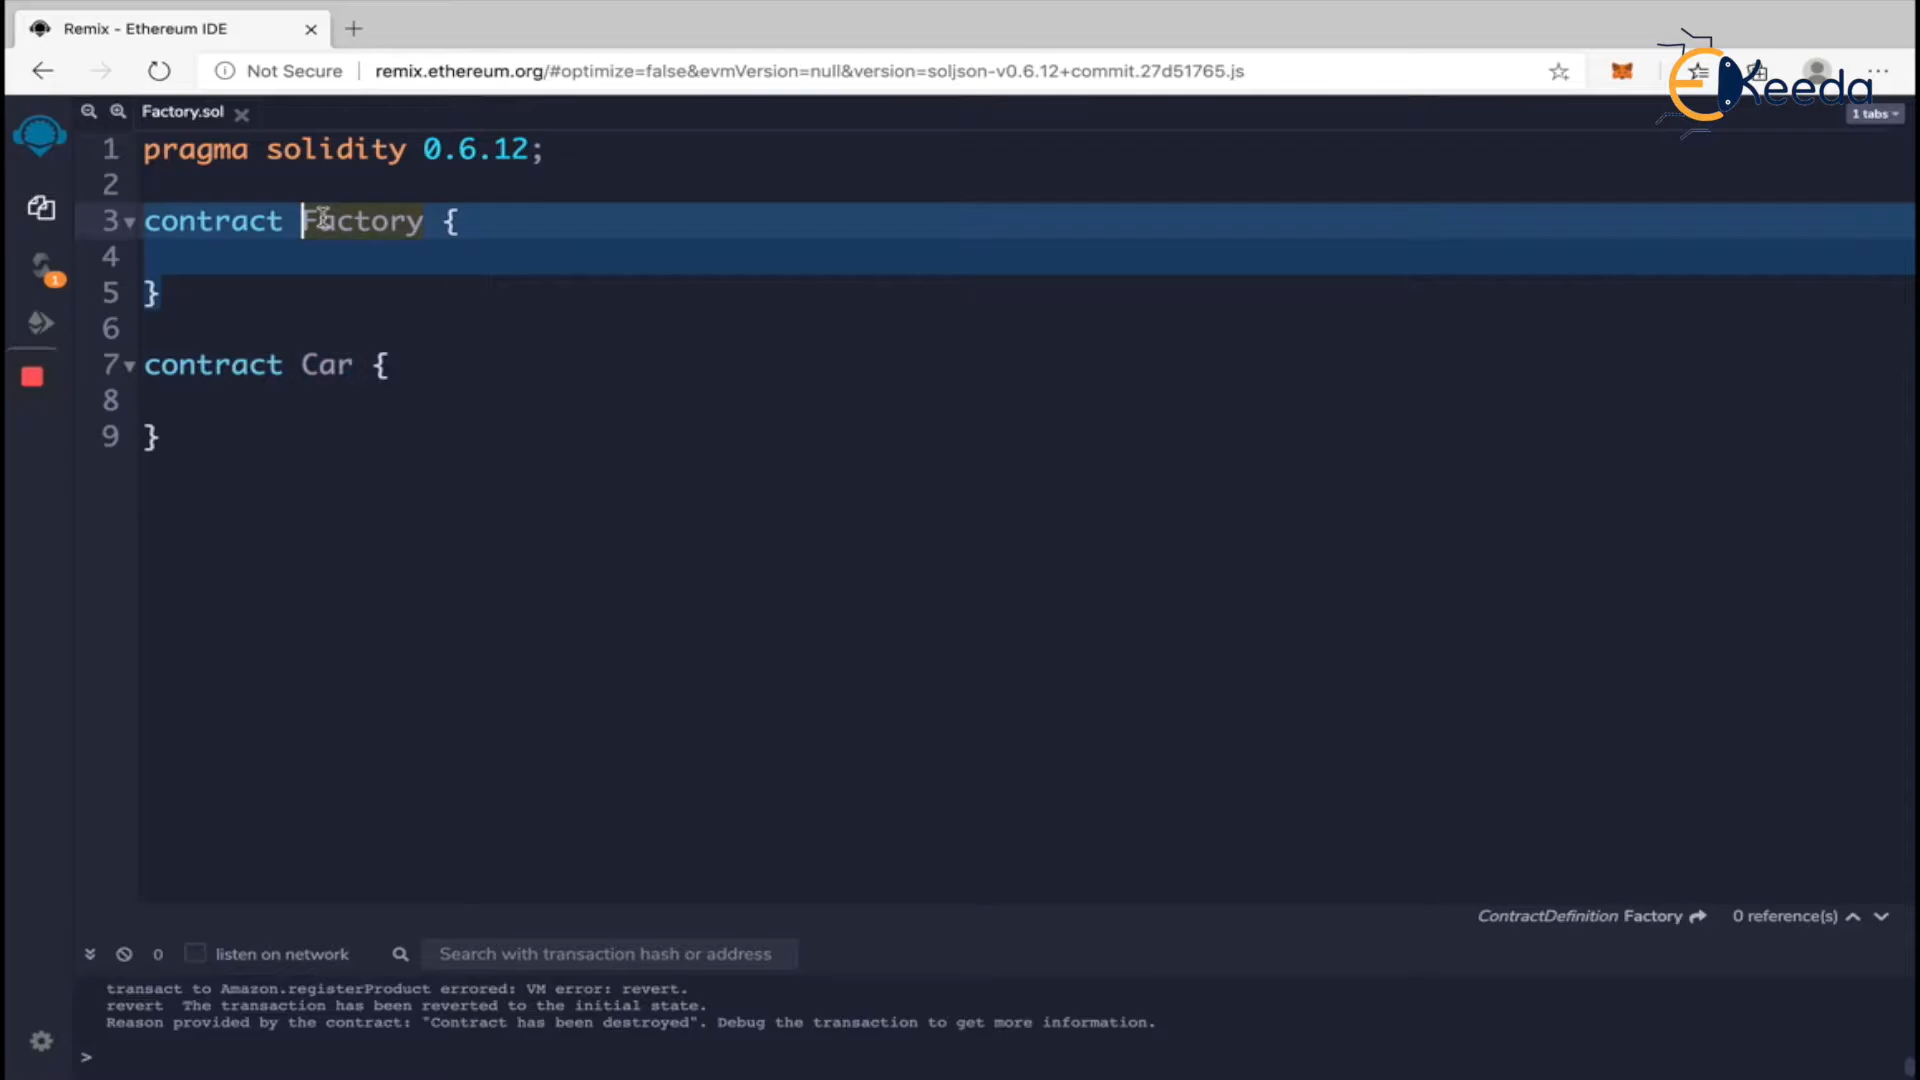 Remix - Ethereum IDE
Not Secure
remix.ethereum.org/#optimize=false&evmVersion=null&version=soljson-v0.6.12+commit.27d51765.js
EKeeda
Factory.sol
1 tabs
1 pragma solidity 0.6.12;
2
3 contract Factory {
4
5 }
6
7 contract Car {
8
9 }
1
ContractDefinition Factory 0 reference(s)
0 listen on network Search with transaction hash or address
transact to Amazon.registerProduct errored: VM error: revert.
revert The transaction has been reverted to the initial state.
Reason provided by the contract: "Contract has been destroyed". Debug the transaction to get more information.
>